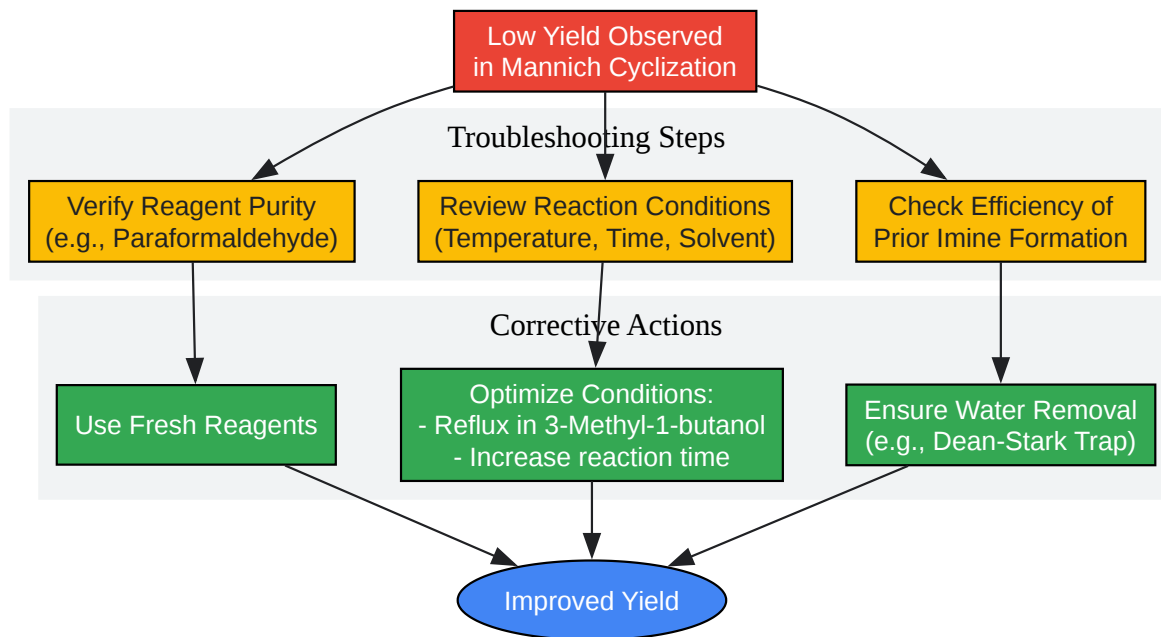 Low Yield Observed
in Mannich Cyclization
Troubleshooting Steps
Verify Reagent Purity
(e.g., Paraformaldehyde)
Review Reaction Conditions
(Temperature, Time, Solvent)
Check Efficiency of
Prior Imine Formation
Corrective Actions
Use Fresh Reagents
Optimize Conditions:
- Reflux in 3-Methyl-1-butanol
- Increase reaction time
Ensure Water Removal
(e.g., Dean-Stark Trap)
Improved Yield